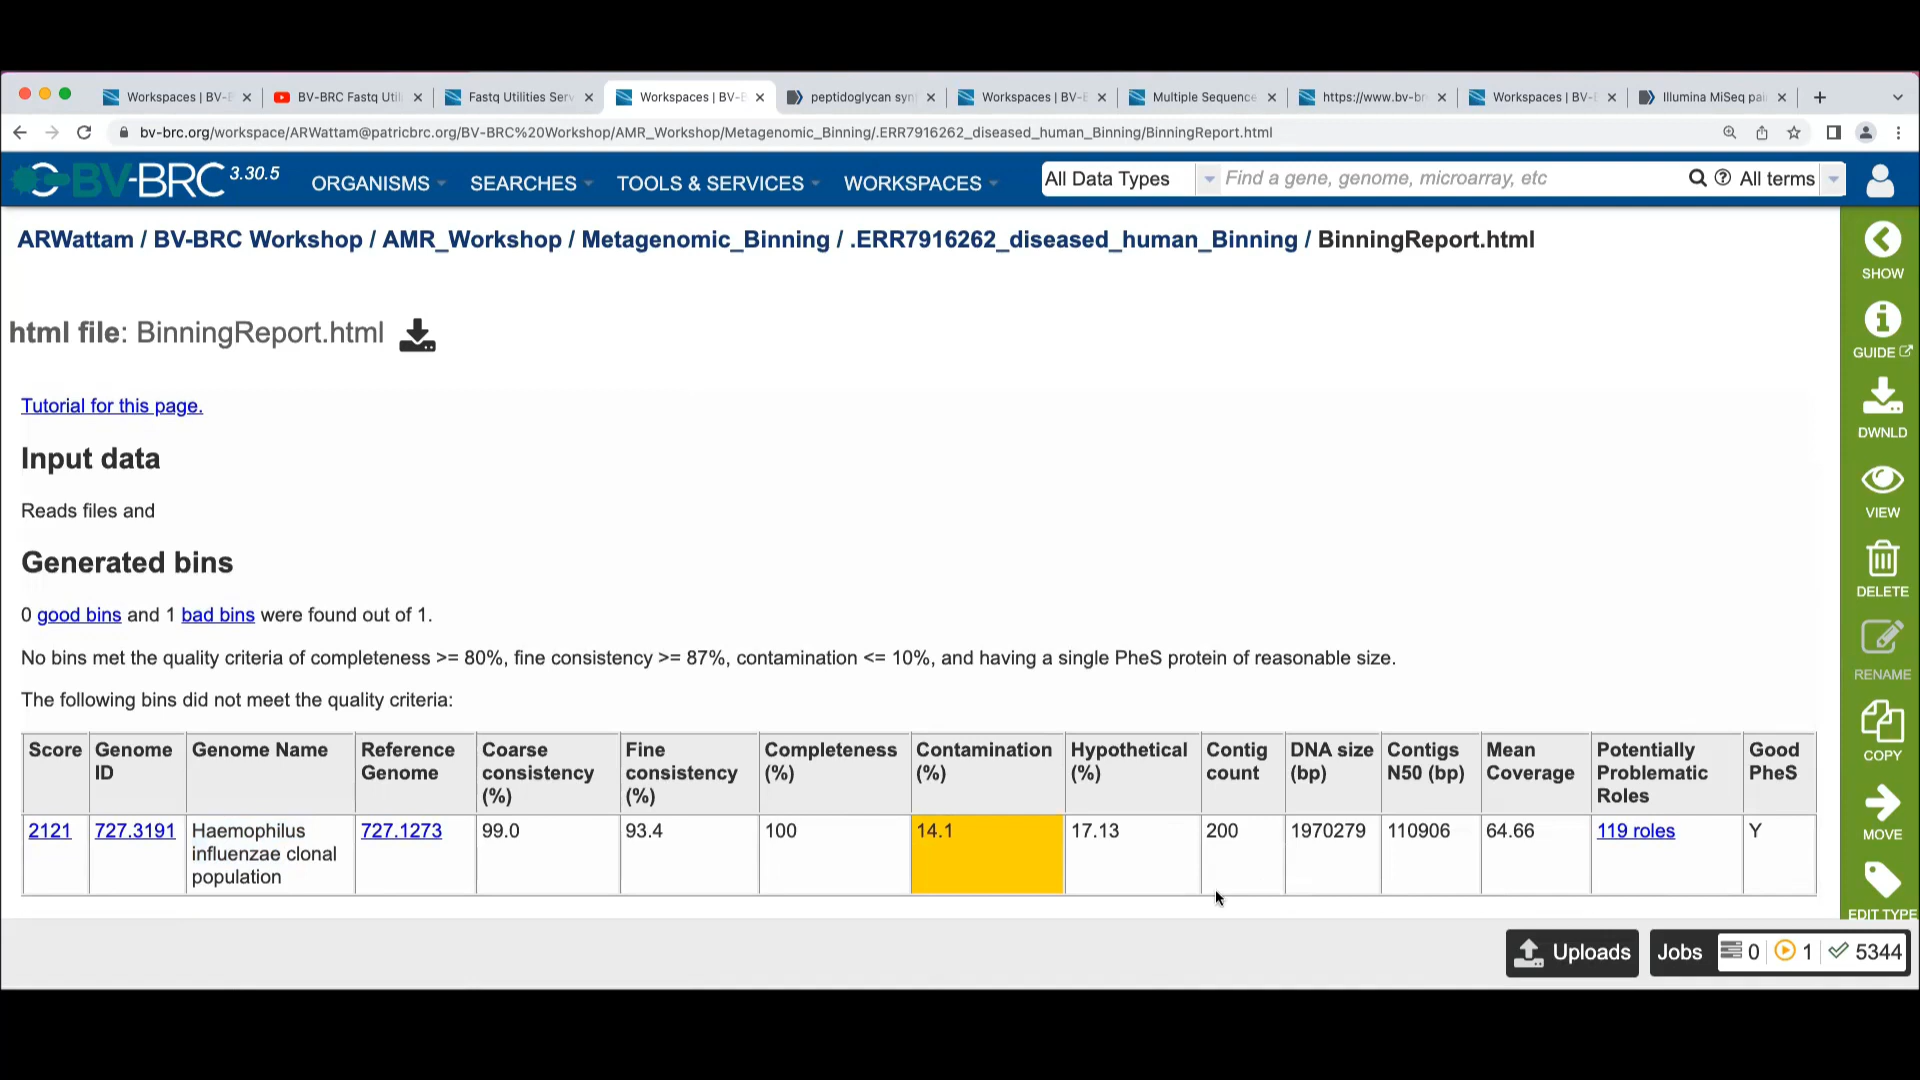 Workspaces | BV-B
BV-BRC Fastq Util
Fastq Utilities Serv
Workspaces | BV-B
peptidoglycan syn
Workspaces | BV-B
Multiple Sequence
https://www.bv-br
Workspaces | BV-
Illumina MiSeq pai
bv-brc.org/workspace/ARWattam@patricbrc.org/BV-BRC%20Workshop/AMR_Workshop/Metagenomic_Binning/.ERR7916262_diseased_human_Binning/BinningReport.html
BV-BRC 3.30.5
ORGANISMS
SEARCHES
TOOLS & SERVICES
WORKSPACES
All Data Types
Find a gene, genome, microarray, etc
All terms
ARWattam / BV-BRC Workshop / AMR_Workshop / Metagenomic_Binning / .ERR7916262_diseased_human_Binning / BinningReport.html
html file: BinningReport.html
Tutorial for this page.
Input data
Reads files and
Generated bins
0 good bins and 1 bad bins were found out of 1.
No bins met the quality criteria of completeness >= 80%, fine consistency >= 87%, contamination <= 10%, and having a single PheS protein of reasonable size.
The following bins did not meet the quality criteria:
Score
Genome
ID
Genome Name
Reference
Genome
Coarse
consistency
(%)
Fine
consistency
(%)
Completeness
(%)
Contamination
(%)
Hypothetical
(%)
Contig
count
DNA size
(bp)
Contigs
N50 (bp)
Mean
Coverage
Potentially
Problematic
Roles
Good
PheS
2121
727.3191
Haemophilus
influenzae clonal
population
727.1273
99.0
93.4
100
14.1
17.13
200
1970279
110906
64.66
119 roles
Y
SHOW
GUIDE
DWNLD
VIEW
DELETE
RENAME
COPY
MOVE
EDIT TYPE
Uploads
Jobs
0
1
5344